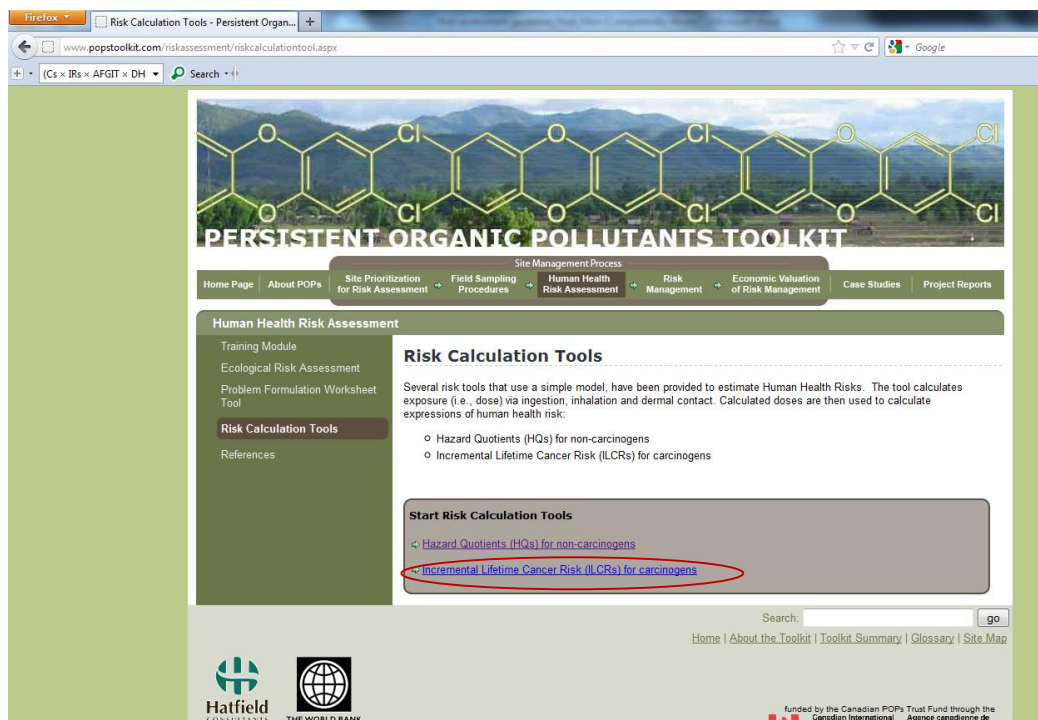 Firefox
Risk Calculation Tools - Persistent Organ...
+
www.popstoolkit.com/riskassessment/riskcalculationtool.aspx
Google
(Cs × IRs × AFGIT × DH
Search
O Cl O Cl O Cl
O Cl O Cl O Cl
PERSISTENT ORGANIC POLLUTANTS TOOLKIT
Site Management Process
Home Page
About POPs
Site Prioritization for Risk Assessment
Field Sampling Procedures
Human Health Risk Assessment
Risk Management
Economic Valuation of Risk Management
Case Studies
Project Reports
Human Health Risk Assessment
Training Module
Ecological Risk Assessment
Problem Formulation Worksheet
Tool
Risk Calculation Tools
References
Risk Calculation Tools
Several risk tools that use a simple model, have been provided to estimate Human Health Risks. The tool calculates
exposure (i.e., dose) via ingestion, inhalation and dermal contact. Calculated doses are then used to calculate
expressions of human health risk:
Hazard Quotients (HQs) for non-carcinogens
Incremental Lifetime Cancer Risk (ILCRs) for carcinogens
Start Risk Calculation Tools
Hazard Quotients (HQs) for non-carcinogens
Incremental Lifetime Cancer Risk (ILCRs) for carcinogens
Search:
go
Home | About the Toolkit | Toolkit Summary | Glossary | Site Map
Hatfield
CONSULTANTS
THE WORLD BANK
funded by the Canadian POPs Trust Fund through the
Canadian International Agence canadienne de